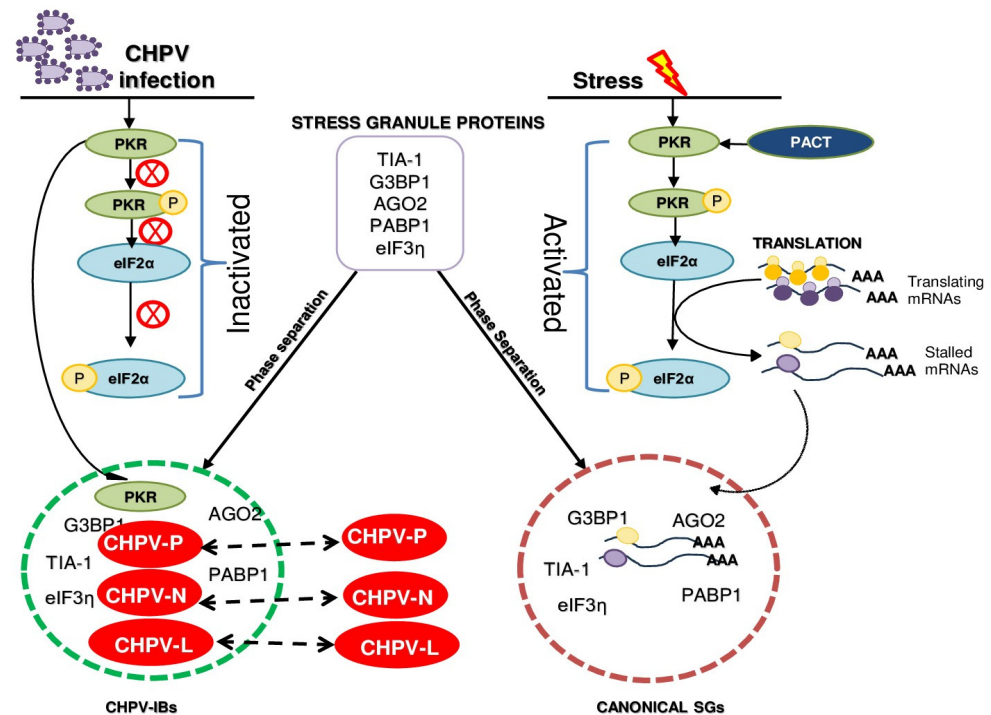 CHPV
infection
PKR
PKR
P
eIF2α
P
eIF2α
Inactivated
STRESS GRANULE PROTEINS
TIA-1
G3BP1
AGO2
PABP1
eIF3η
Phase separation
Phase Separation
Stress
PKR
PACT
PKR
P
eIF2α
P
eIF2α
Activated
TRANSLATION
AAA
AAA
Translating
mRNAs
AAA
AAA
Stalled
mRNAs
PKR
G3BP1
AGO2
CHPV-P
TIA-1
PABP1
eIF3η
CHPV-N
CHPV-L
CHPV-P
CHPV-N
CHPV-L
CHPV-IBs
G3BP1
AGO2
AAA
AAA
TIA-1
eIF3η
PABP1
CANONICAL SGs